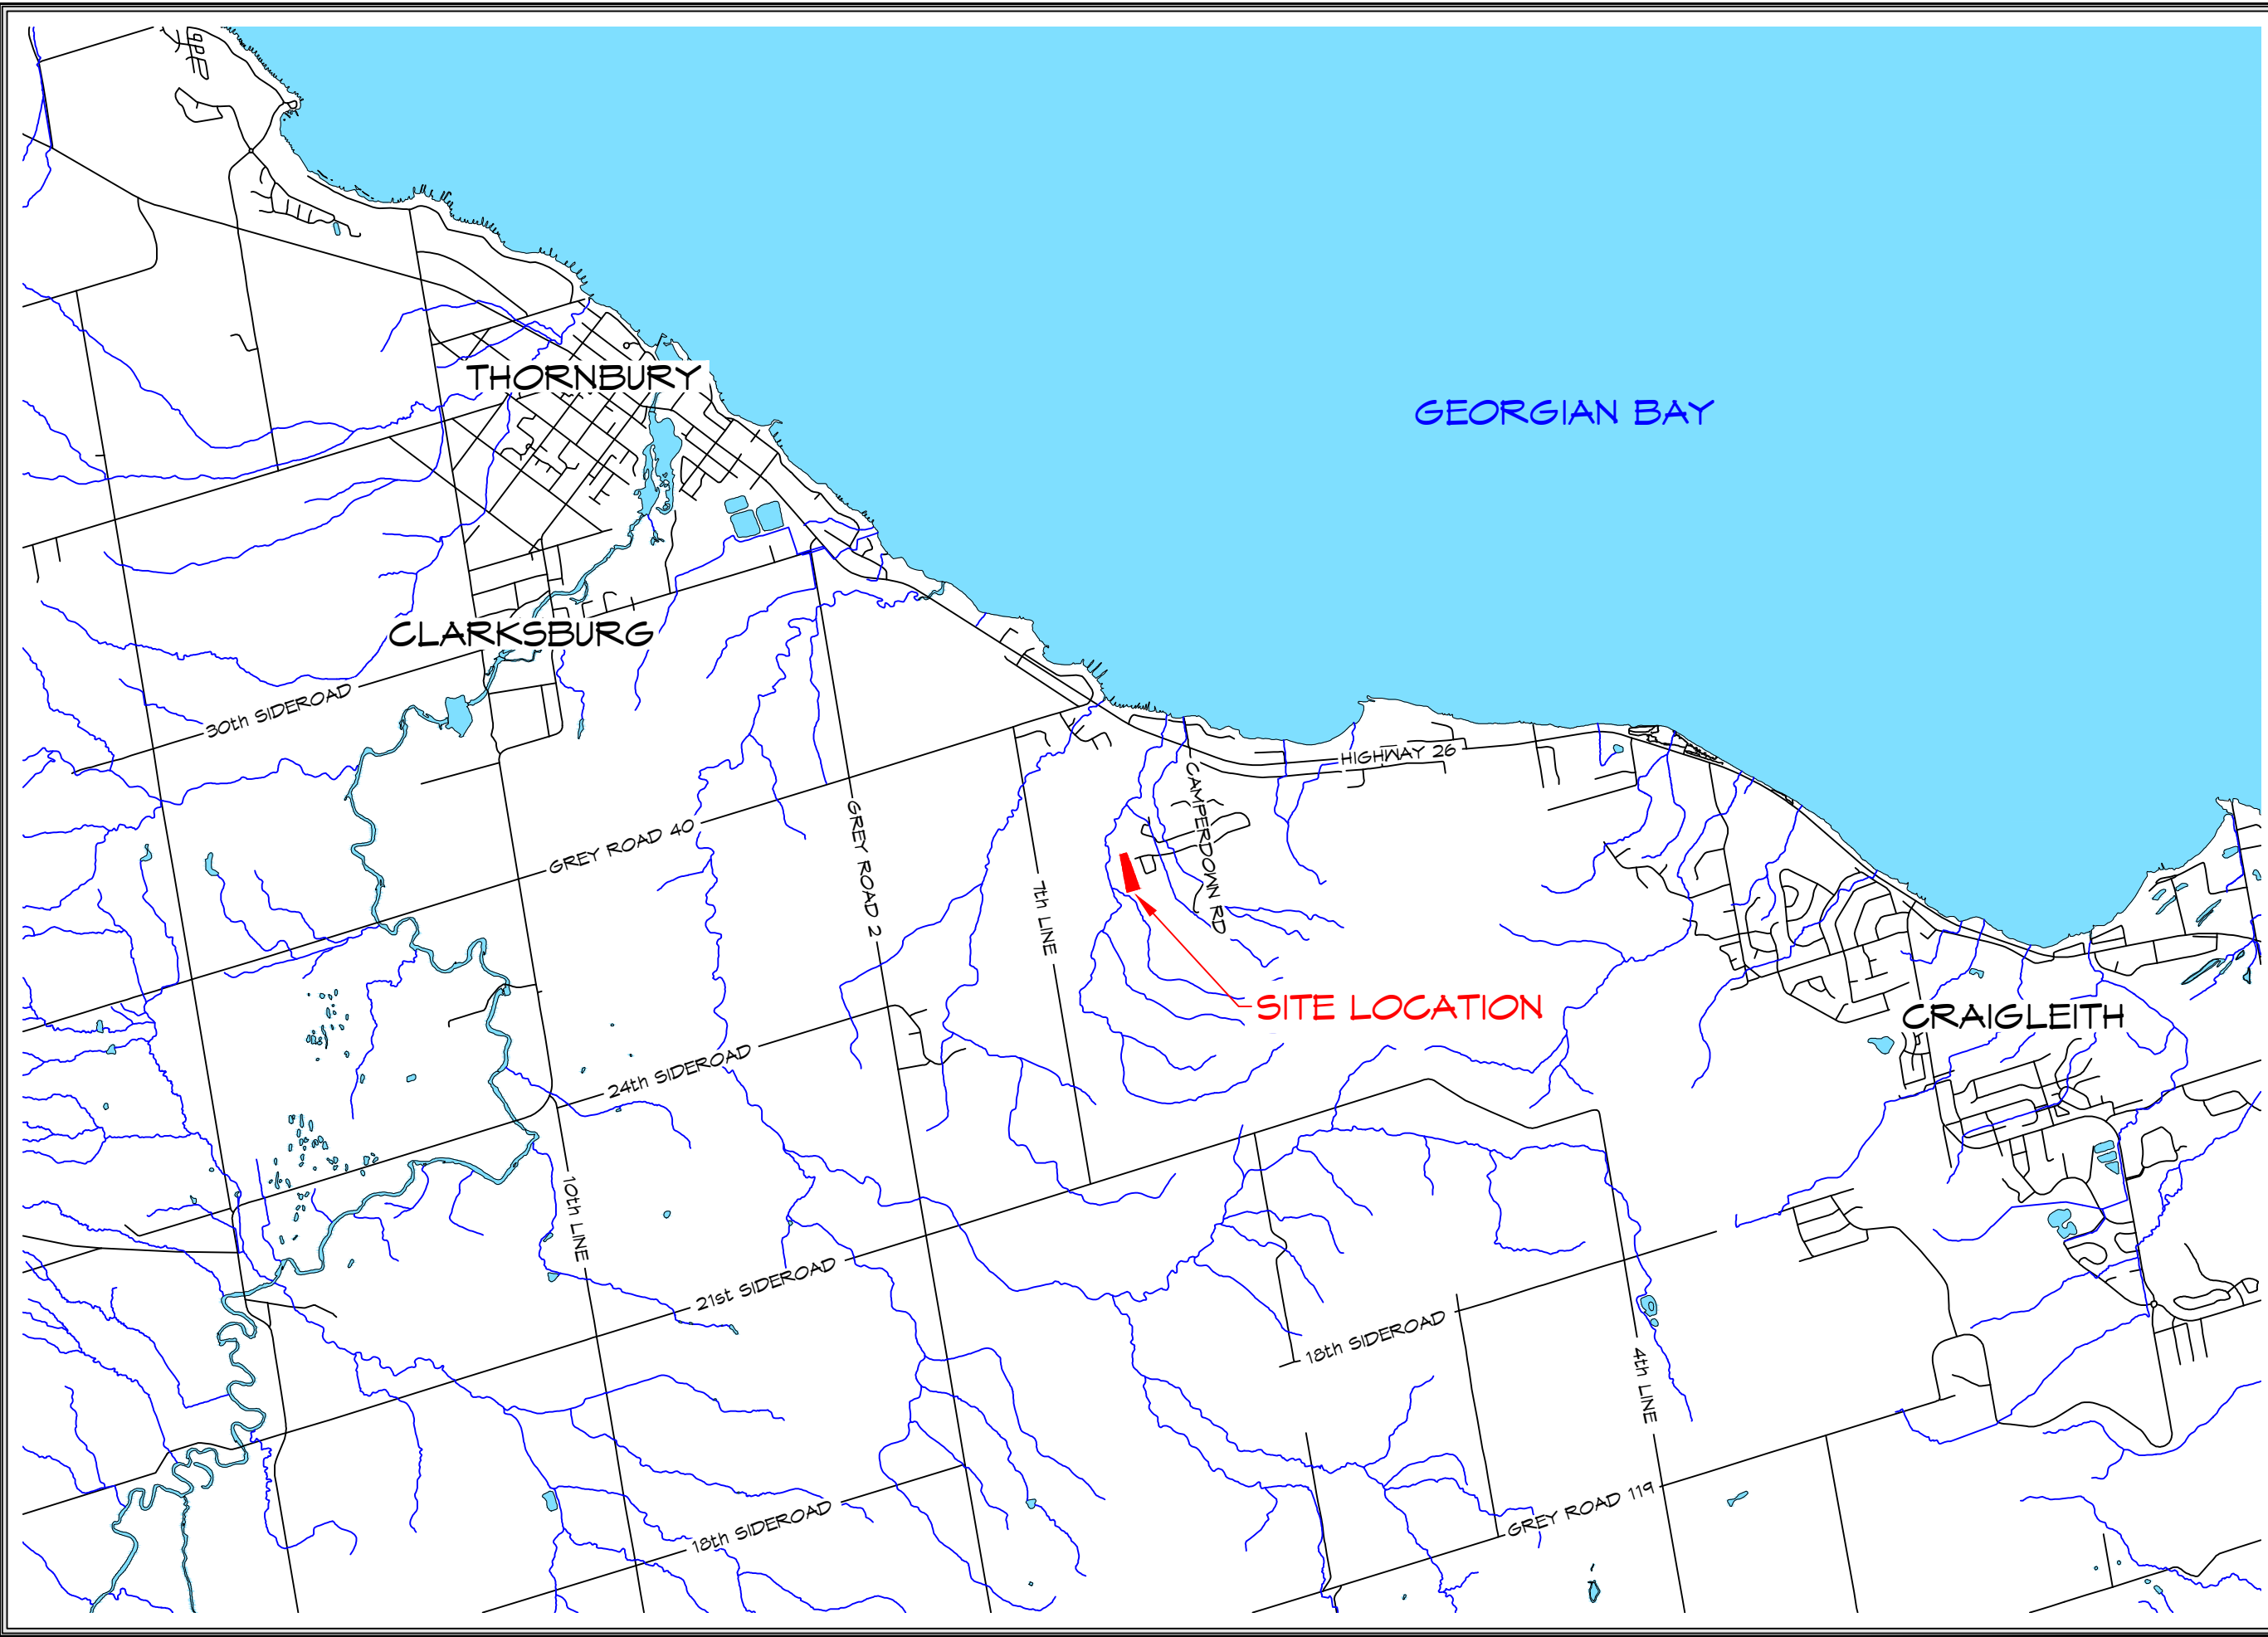 THORNBURY
GEORGIAN BAY
CLARKSBURG
30th SIDEROAD
HIGHWAY 26
CAMPERDOWN RD
GREY ROAD 40
GREY ROAD 2
7th LINE
SITE LOCATION
CRAIGLEITH
24th SIDEROAD
10th LINE
21st SIDEROAD
18th SIDEROAD
4th LINE
GREY ROAD 119
18th SIDEROAD